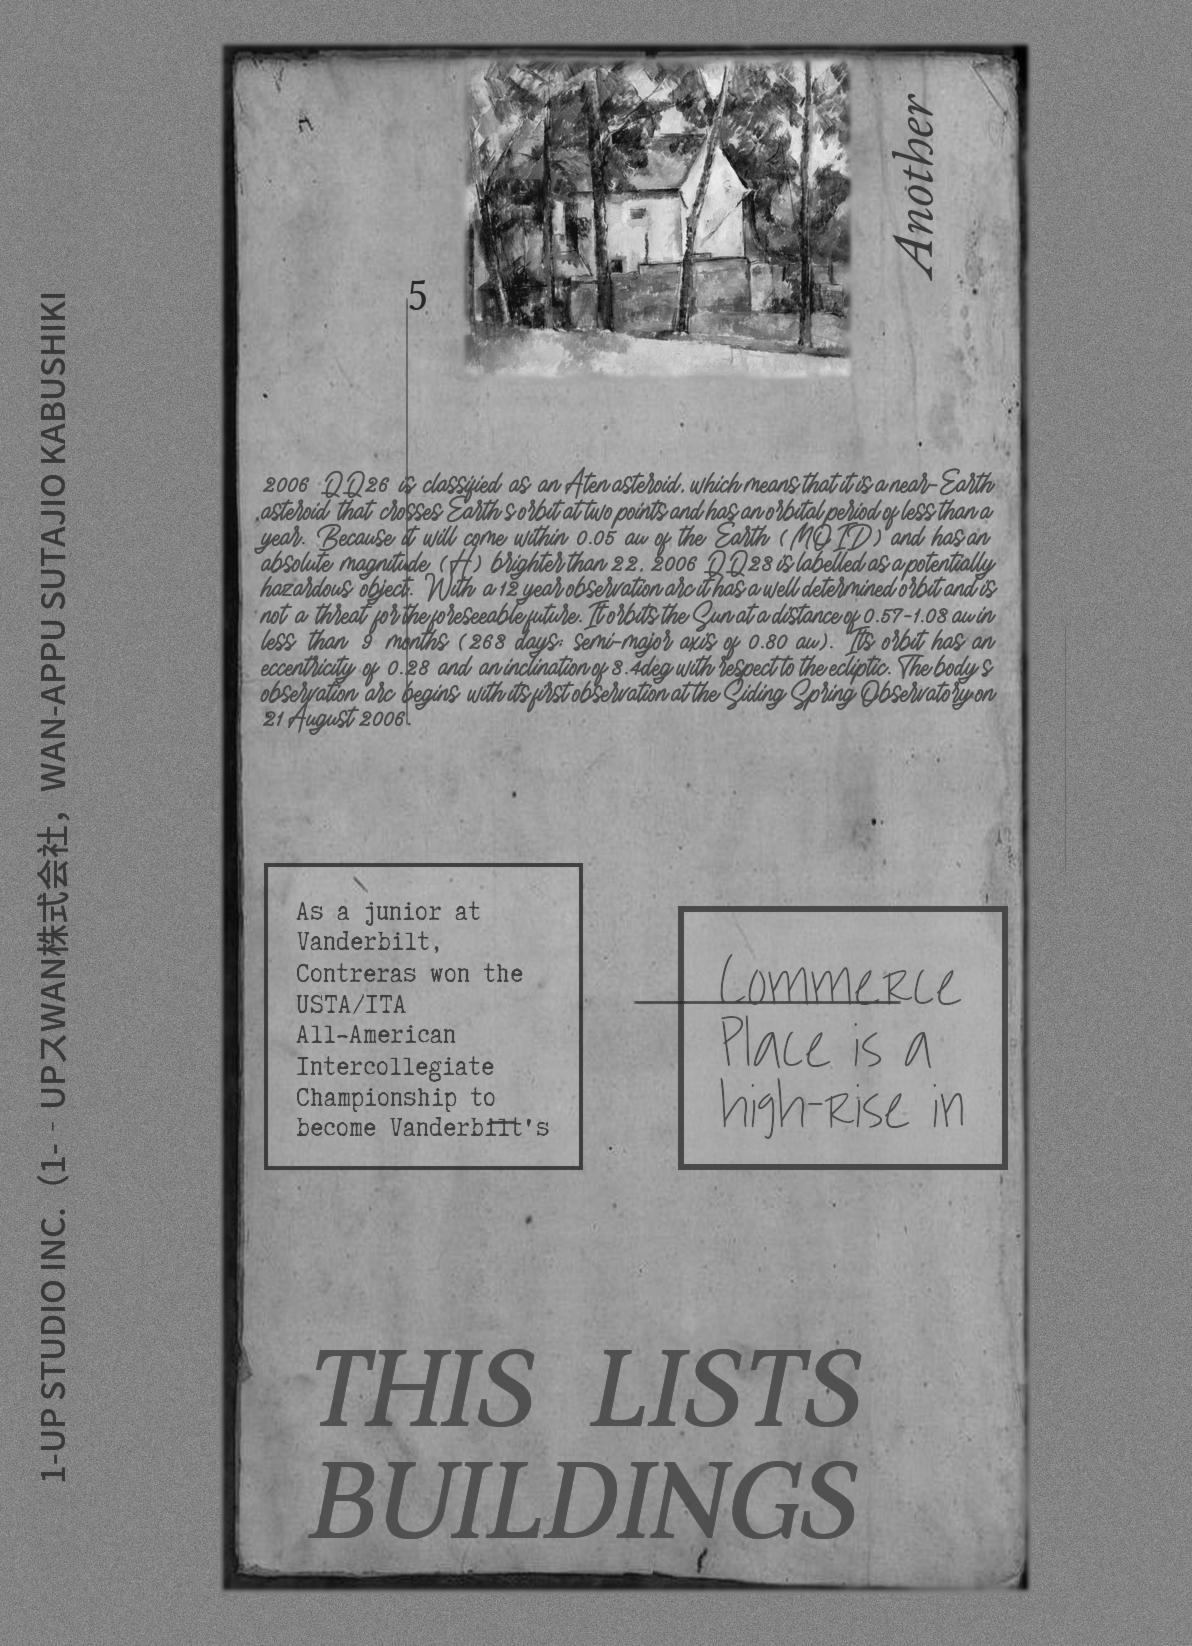 Another
5
2006 QQ23 is classified as an Aten asteroid, which means that it is a near-Earth
asteroid that crosses Earth s orbit at two points and has an orbital period of less than a
year. Because it will come within 0.05 au of the Earth (MOID) and has an
absolute magnitude (H) brighter than 22, 2006 QQ23 is labelled as a potentially
hazardous object. With a 12 year observation arc it has a well determined orbit and is
not a threat for the foreseeable future. It orbits the Sun at a distance of 0.57-1.03 au in
less than 9 months (263 days; semi-major axis of 0.80 au). Its orbit has an
eccentricity of 0.28 and an inclination of 3.4deg with respect to the ecliptic. The body s
observation arc begins with its first observation at the Siding Spring Observatory on
21 August 2006.
As a junior at
Vanderbilt,
Contreras won the
USTA/ITA
All-American
Intercollegiate
Championship to
become Vanderbilt's
Commerce
Place is a
high-rise in
THIS LISTS
BUILDINGS
1-UP STUDIO INC. (1- - UPスWAN株式会社, WAN-APPU SUTAJIO KABUSHIKI